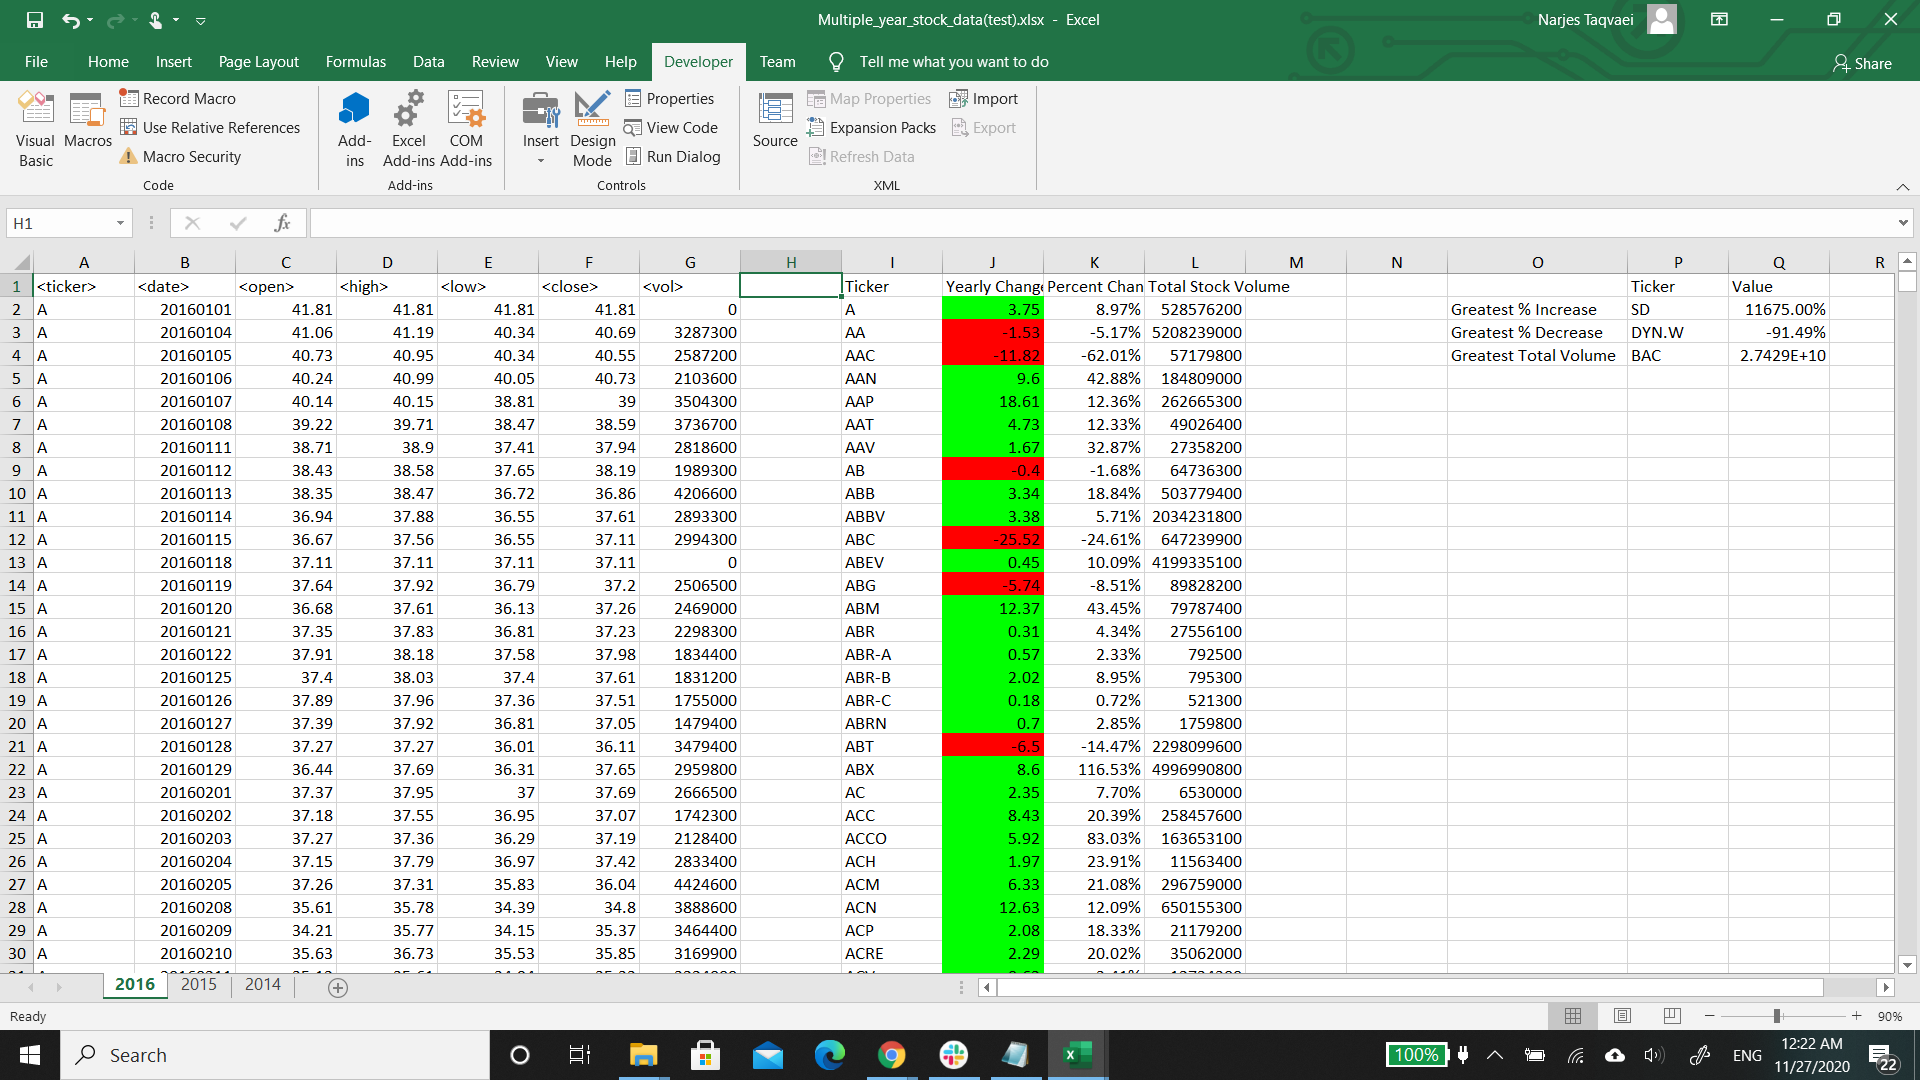 Multiple_year_stock_data(test).xlsx - Excel
Narjes Taqvaei
File Home Insert Page Layout Formulas Data Review View Help Developer Team Tell me what you want to do Share
Visual Basic
Macros
Record Macro
Use Relative References
Macro Security
Code
Add-ins
Excel Add-ins
COM Add-ins
Add-ins
Insert
Design Mode
Properties
View Code
Run Dialog
Controls
Source
Map Properties
Expansion Packs
Refresh Data
Import
Export
XML
H1
fx
A B C D E F G H I J K L M N O P Q R
1 <ticker> <date> <open> <high> <low> <close> <vol> Ticker Yearly Change Percent Chan Total Stock Volume Ticker Value
2 A 20160101 41.81 41.81 41.81 41.81 0 A 3.75 8.97% 528576200 Greatest % Increase SD 11675.00%
3 A 20160104 41.06 41.19 40.34 40.69 3287300 AA -1.53 -5.17% 5208239000 Greatest % Decrease DYN.W -91.49%
4 A 20160105 40.73 40.95 40.34 40.55 2587200 AAC -11.82 -62.01% 57179800 Greatest Total Volume BAC 2.7429E+10
5 A 20160106 40.24 40.99 40.05 40.73 2103600 AAN 9.6 42.88% 184809000
6 A 20160107 40.14 40.15 38.81 39 3504300 AAP 18.61 12.36% 262665300
7 A 20160108 39.22 39.71 38.47 38.59 3736700 AAT 4.73 12.33% 49026400
8 A 20160111 38.71 38.9 37.41 37.94 2818600 AAV 1.67 32.87% 27358200
9 A 20160112 38.43 38.58 37.65 38.19 1989300 AB -0.4 -1.68% 64736300
10 A 20160113 38.35 38.47 36.72 36.86 4206600 ABB 3.34 18.84% 503779400
11 A 20160114 36.94 37.88 36.55 37.61 2893300 ABBV 3.38 5.71% 2034231800
12 A 20160115 36.67 37.56 36.55 37.11 2994300 ABC -25.52 -24.61% 647239900
13 A 20160118 37.11 37.11 37.11 37.11 0 ABEV 0.45 10.09% 4199335100
14 A 20160119 37.64 37.92 36.79 37.2 2506500 ABG -5.74 -8.51% 89828200
15 A 20160120 36.68 37.61 36.13 37.26 2469000 ABM 12.37 43.45% 79787400
16 A 20160121 37.35 37.83 36.81 37.23 2298300 ABR 0.31 4.34% 27556100
17 A 20160122 37.91 38.18 37.58 37.98 1834400 ABR-A 0.57 2.33% 792500
18 A 20160125 37.4 38.03 37.4 37.61 1831200 ABR-B 2.02 8.95% 795300
19 A 20160126 37.89 37.96 37.36 37.51 1755000 ABR-C 0.18 0.72% 521300
20 A 20160127 37.39 37.92 36.81 37.05 1479400 ABRN 0.7 2.85% 1759800
21 A 20160128 37.27 37.27 36.01 36.11 3479400 ABT -6.5 -14.47% 2298099600
22 A 20160129 36.44 37.69 36.31 37.65 2959800 ABX 8.6 116.53% 4996990800
23 A 20160201 37.37 37.95 37 37.69 2666500 AC 2.35 7.70% 6530000
24 A 20160202 37.18 37.55 36.95 37.07 1742300 ACC 8.43 20.39% 258457600
25 A 20160203 37.27 37.36 36.29 37.19 2128400 ACCO 5.92 83.03% 163653100
26 A 20160204 37.15 37.79 36.97 37.42 2833400 ACH 1.97 23.91% 11563400
27 A 20160205 37.26 37.31 35.83 36.04 4424600 ACM 6.33 21.08% 296759000
28 A 20160208 35.61 35.78 34.39 34.8 3888600 ACN 12.63 12.09% 650155300
29 A 20160209 34.21 35.77 34.15 35.37 3464400 ACP 2.08 18.33% 21179200
30 A 20160210 35.63 36.73 35.53 35.85 3169900 ACRE 2.29 20.02% 35062000
2016 2015 2014
Ready
90%
Search
100%
ENG
12:22 AM
11/27/2020
22